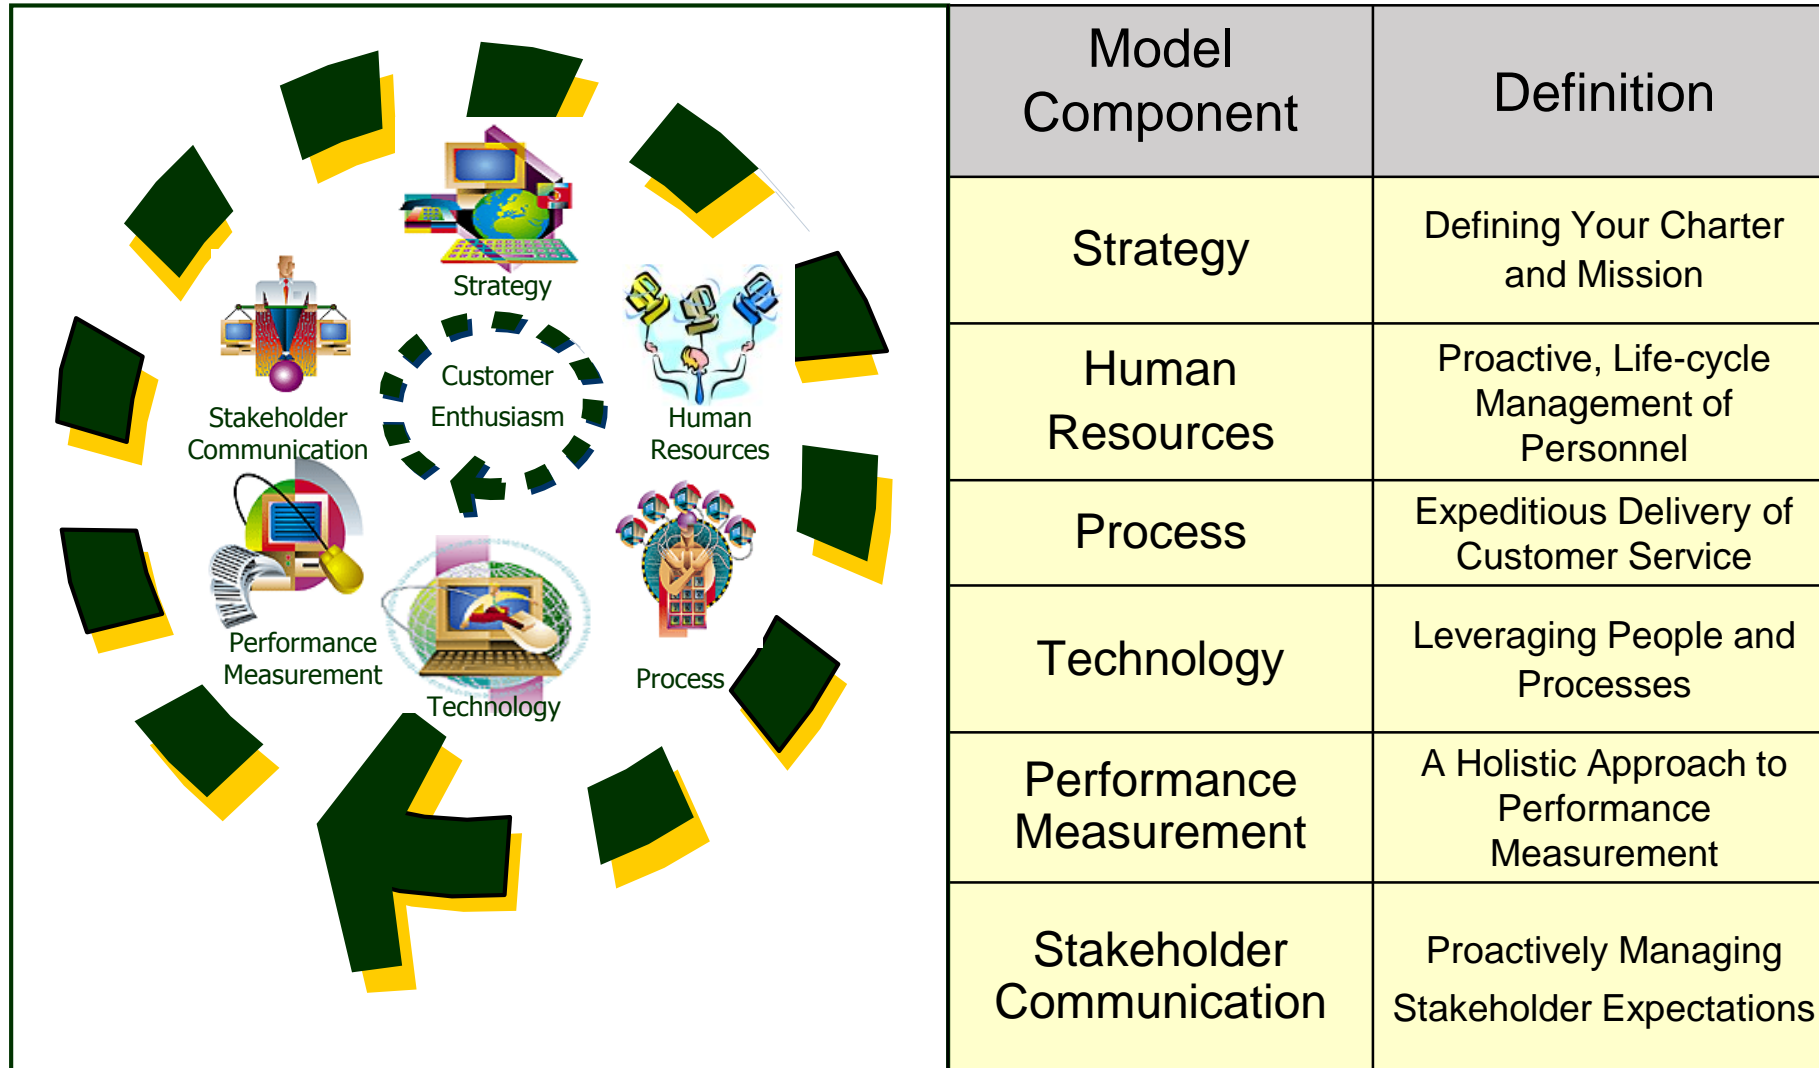 Strategy
Customer
Enthusiasm
Stakeholder
Communication
Human
Resources
Performance
Measurement
Technology
Process
Model
Component
Definition
Strategy
Defining Your Charter
and Mission
Human
Resources
Proactive, Life-cycle
Management of
Personnel
Process
Expeditious Delivery of
Customer Service
Technology
Leveraging People and
Processes
Performance
Measurement
A Holistic Approach to
Performance
Measurement
Stakeholder
Communication
Proactively Managing
Stakeholder Expectations